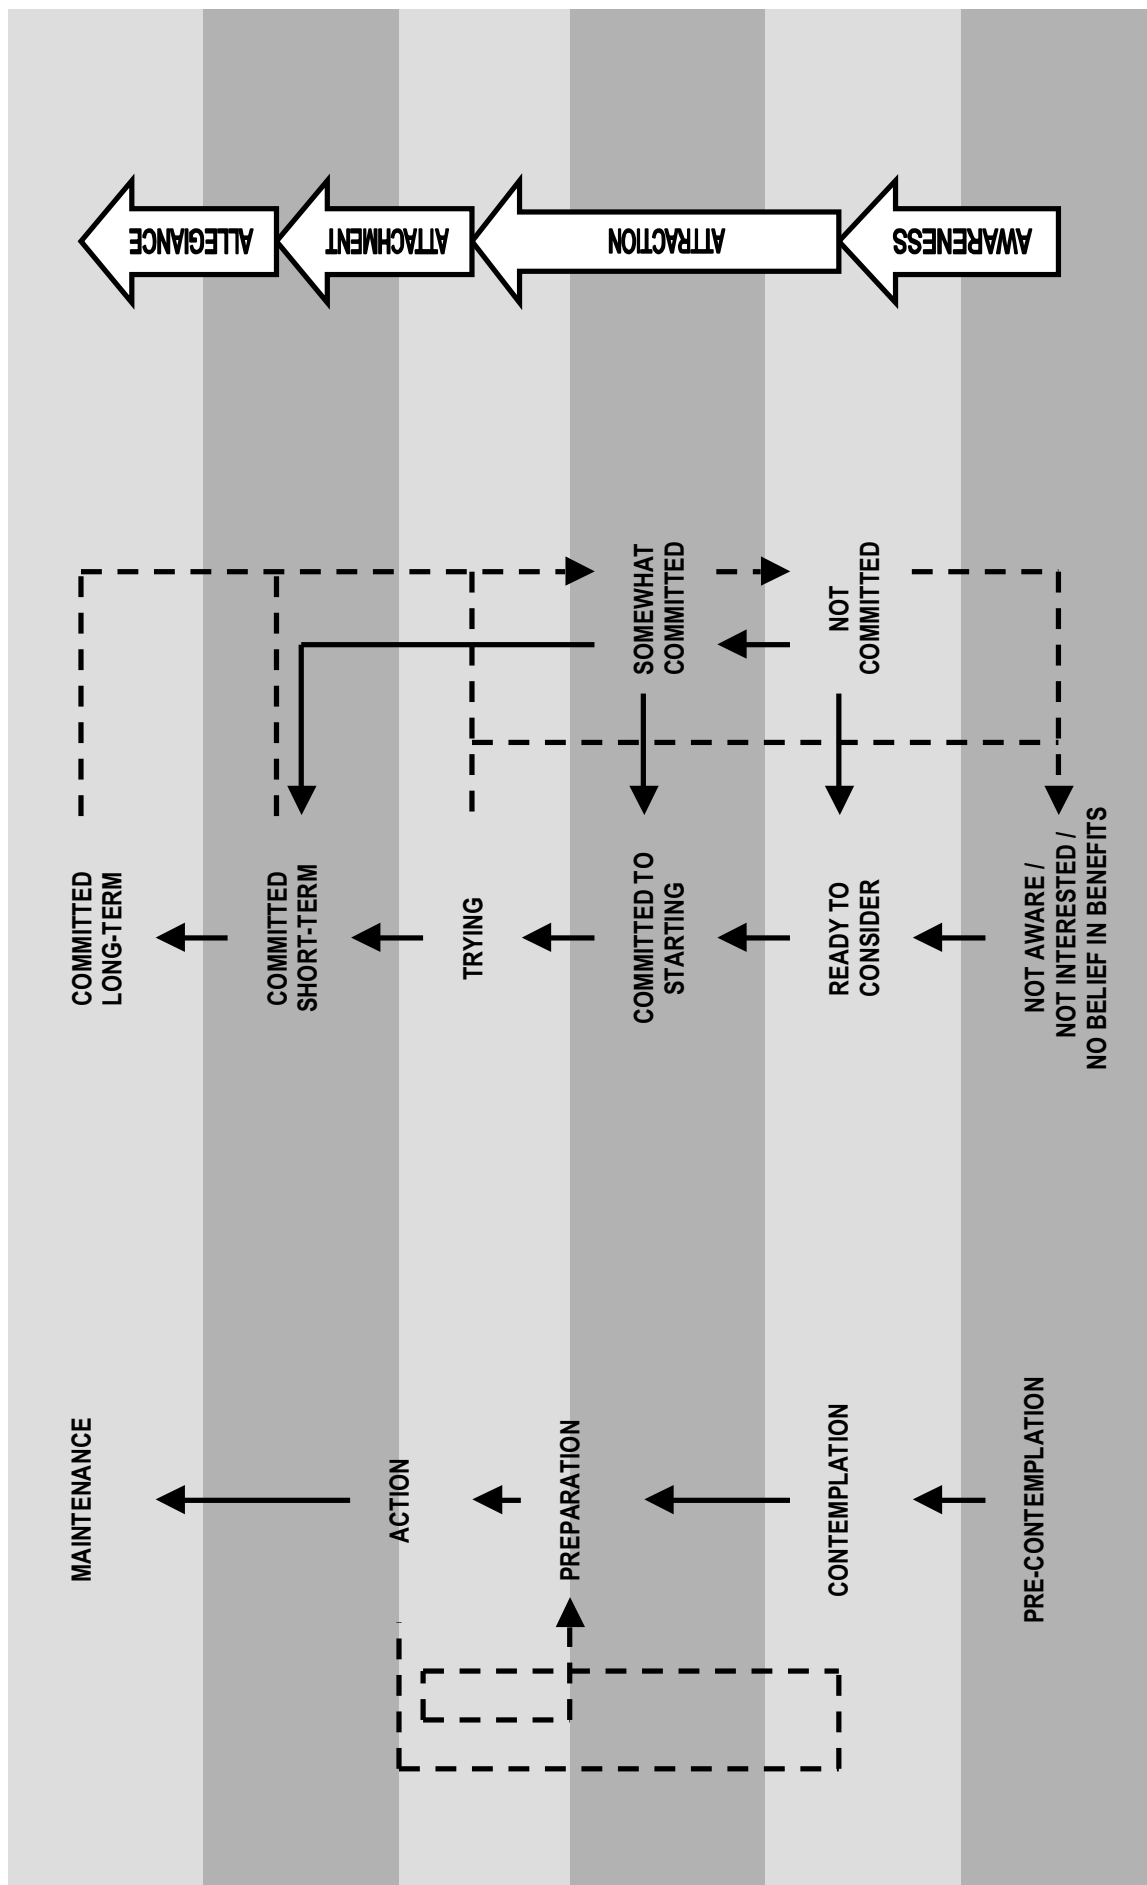 MAINTENANCE
ACTION
PREPARATION
CONTEMPLATION
PRE-CONTEMPLATION
COMMITTED
LONG-TERM
COMMITTED
SHORT-TERM
TRYING
COMMITTED TO
STARTING
READY TO
CONSIDER
NOT AWARE /
NOT INTERESTED /
NO BELIEF IN BENEFITS
SOMEWHAT
COMMITTED
NOT
COMMITTED
ALLEGIANCE
ATTACHMENT
ATTRACTION
AWARENESS